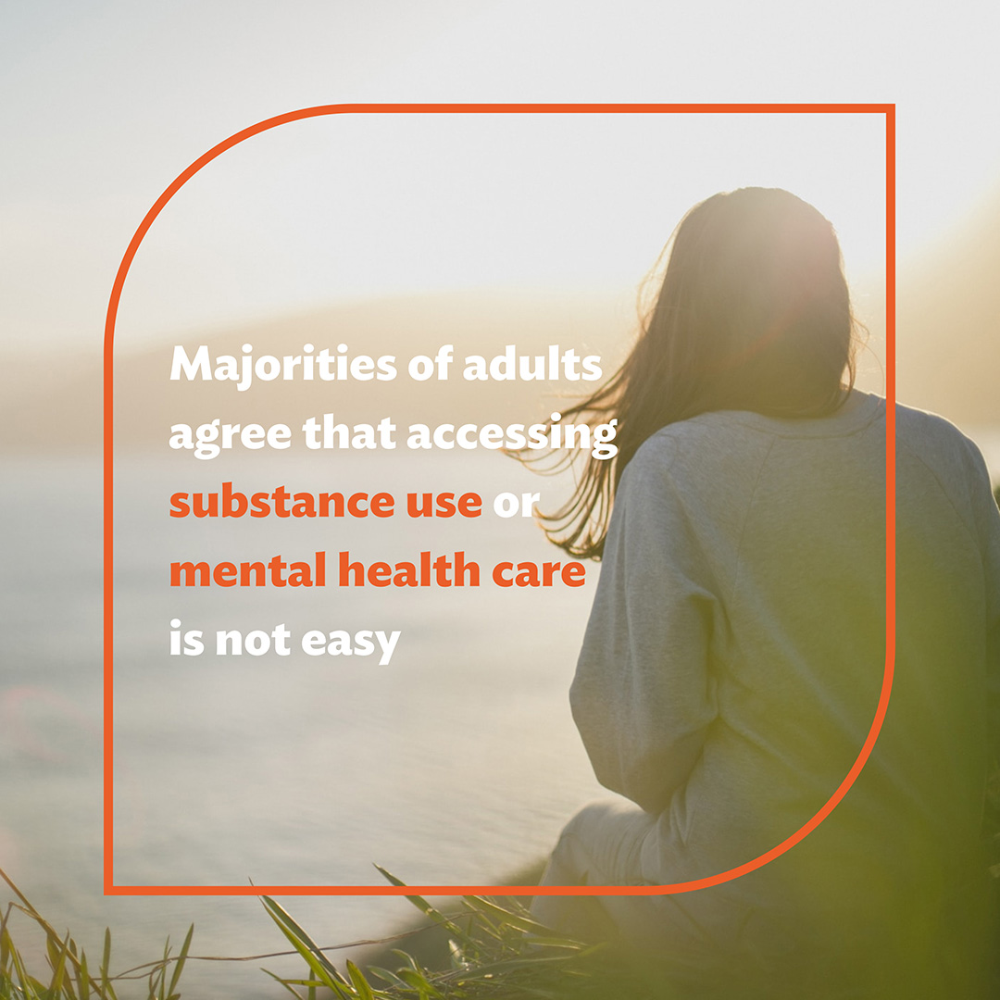 Majorities of adults
agree that accessing
substance use or
mental health care
is not easy